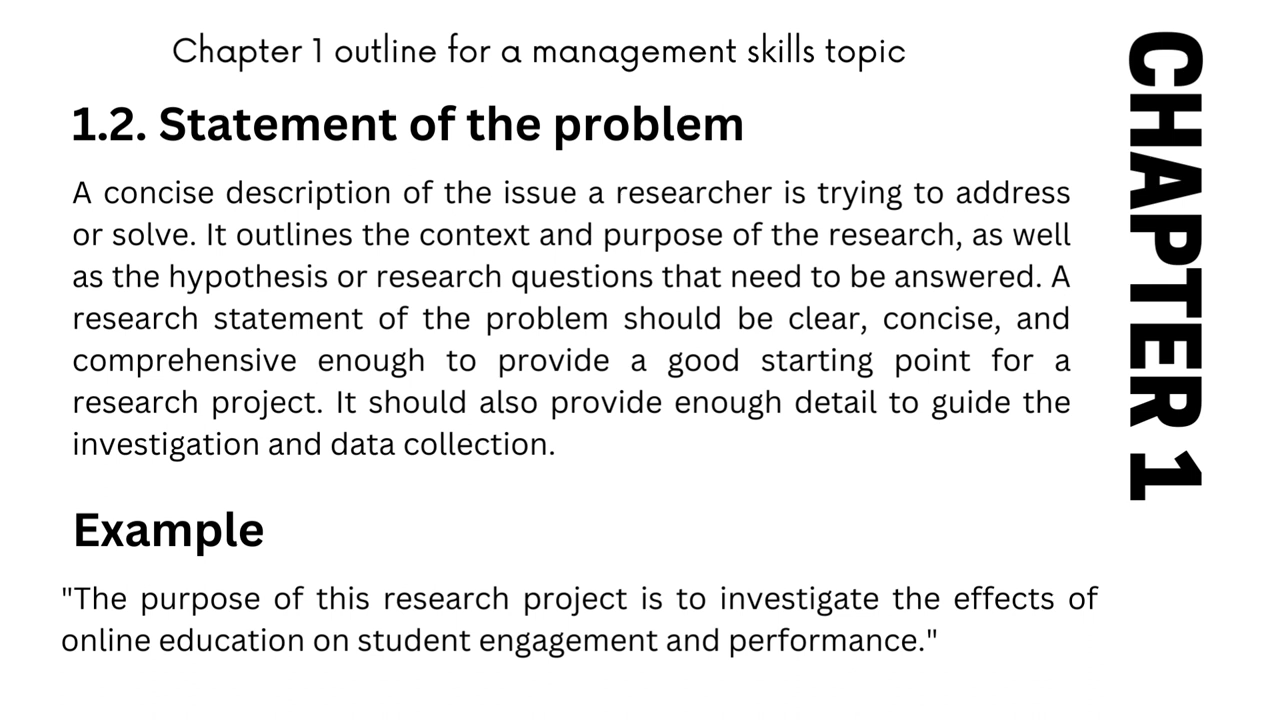 Chapter 1 outline for a management skills topic
1.2. Statement of the problem
A concise description of the issue a researcher is trying to address
or solve. It outlines the context and purpose of the research, as well
as the hypothesis or research questions that need to be answered. A
research statement of the problem should be clear, concise, and
comprehensive enough to provide a good starting point for a
research project. It should also provide enough detail to guide the
investigation and data collection.
Example
"The purpose of this research project is to investigate the effects of
online education on student engagement and performance."
CHAPTER 1